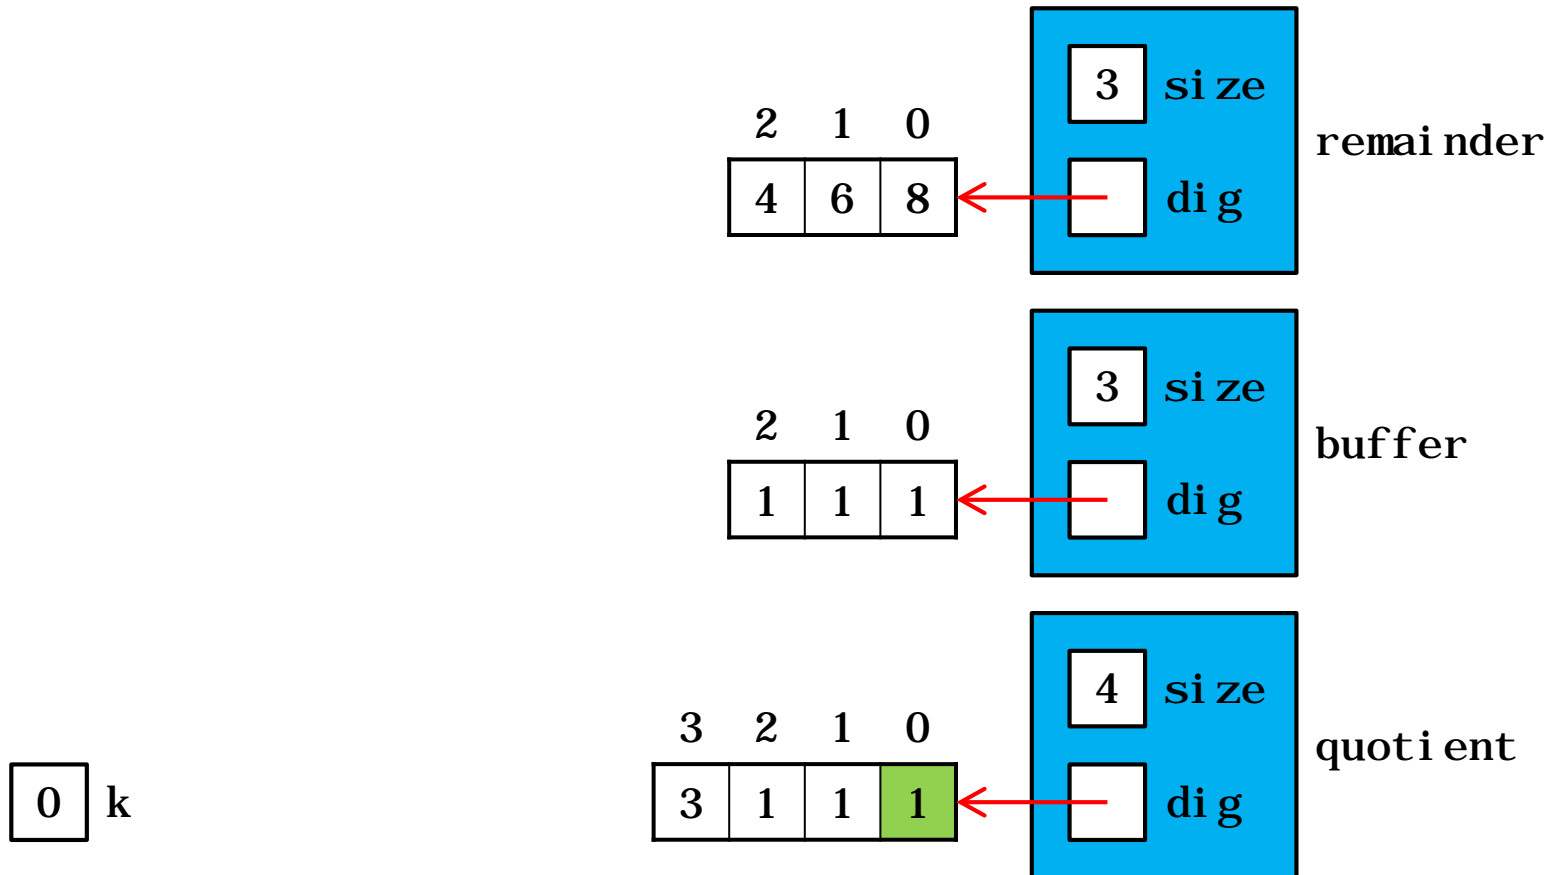 3 size
2 1 0
remainder
4 6 8 dig
3 size
2 1 0
buffer
1 1 1 dig
4 size
3 2 1 0
quotient
0 k 3 1 1 1 dig